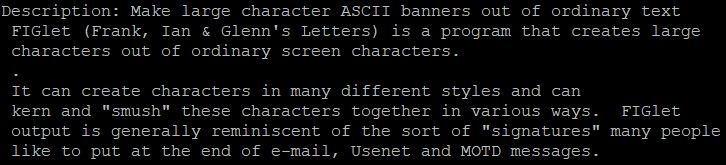 Description: Make large character ASCII banners out of ordinary text
FIGlet (Frank, Ian & Glenn's Letters) is a program that creates large
characters out of ordinary screen characters.
.
It can create characters in many different styles and can
kern and "smush" these characters together in various ways.  FIGlet
output is generally reminiscent of the sort of "signatures" many people
like to put at the end of e-mail, Usenet and MOTD messages.